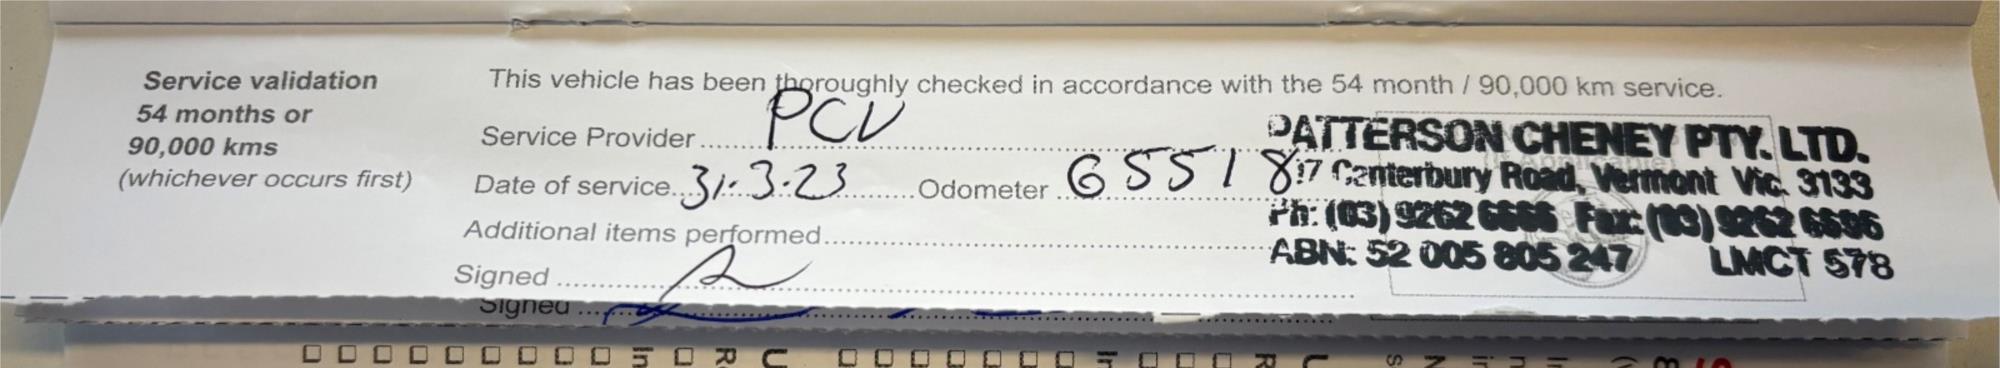 Service validation
54 months or
90,000 kms
(whichever occurs first)
This vehicle has been thoroughly checked in accordance with the 54 month / 90,000 km service.
Service Provider PCV
Date of service 31.3.23 Odometer 65518
Additional items performed
Signed
PATTERSON CHENEY PTY. LTD.
Canterbury Road, Vermont Vic. 3133
Ph: (03) 9262 6666 Fax: (03) 9262 6696
ABN: 52 005 805 247 LMCT 578
Signed